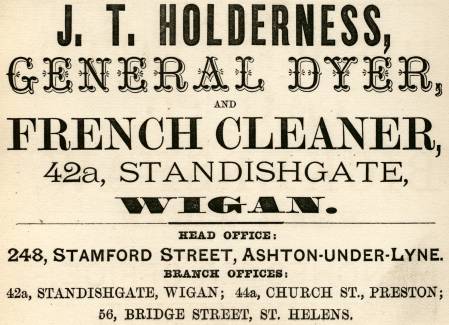 J. T. HOLDERNESS,
GENERAL DYER,
AND
FRENCH CLEANER,
42a, STANDISHGATE,
WIGAN.
HEAD OFFICE:
248, STAMFORD STREET, ASHTON-UNDER-LYNE.
BRANCH OFFICES:
42a, STANDISHGATE, WIGAN; 44a, CHURCH ST., PRESTON;
56, BRIDGE STREET, ST. HELENS.